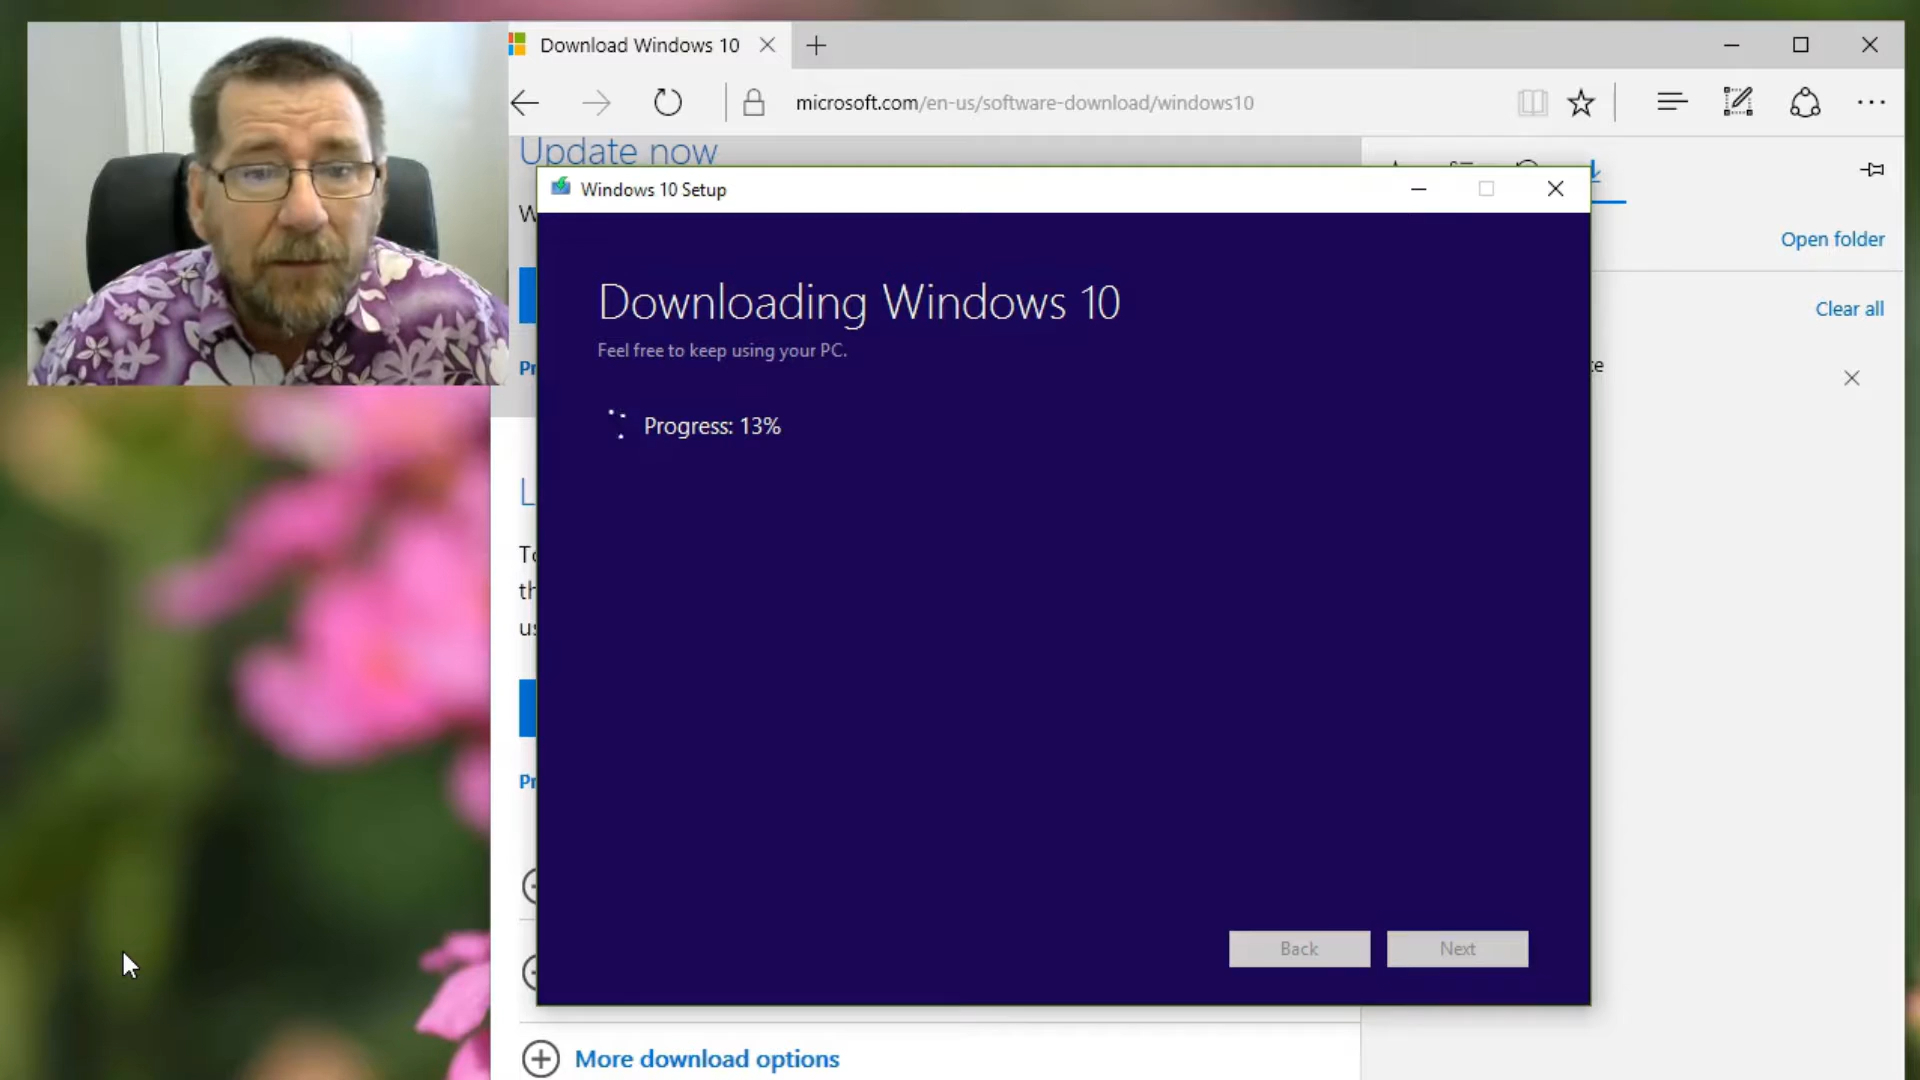 Download Windows 10
microsoft.com/en-us/software-download/windows10
Update now
Windows 10 Setup
Open folder
Downloading Windows 10
Feel free to keep using your PC.
Clear all
Progress: 13%
Back
Next
More download options